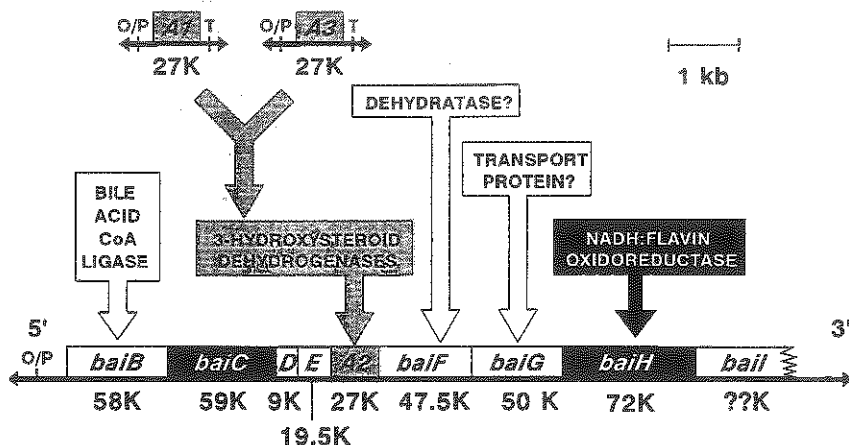 O/P A1 T O/P A3 T
27K 27K
1 kb
DEHYDRATASE?
TRANSPORT
PROTEIN?
BILE
ACID
CoA
LIGASE
3-HYDROXYSTEROID
DEHYDROGENASES
NADH:FLAVIN
OXIDOREDUCTASE
5' 3'
O/P baiB baiC D E A2 baiF baiG baiH baiI
58K 59K 9K 27K 47.5K 50 K 72K ??K
19.5K